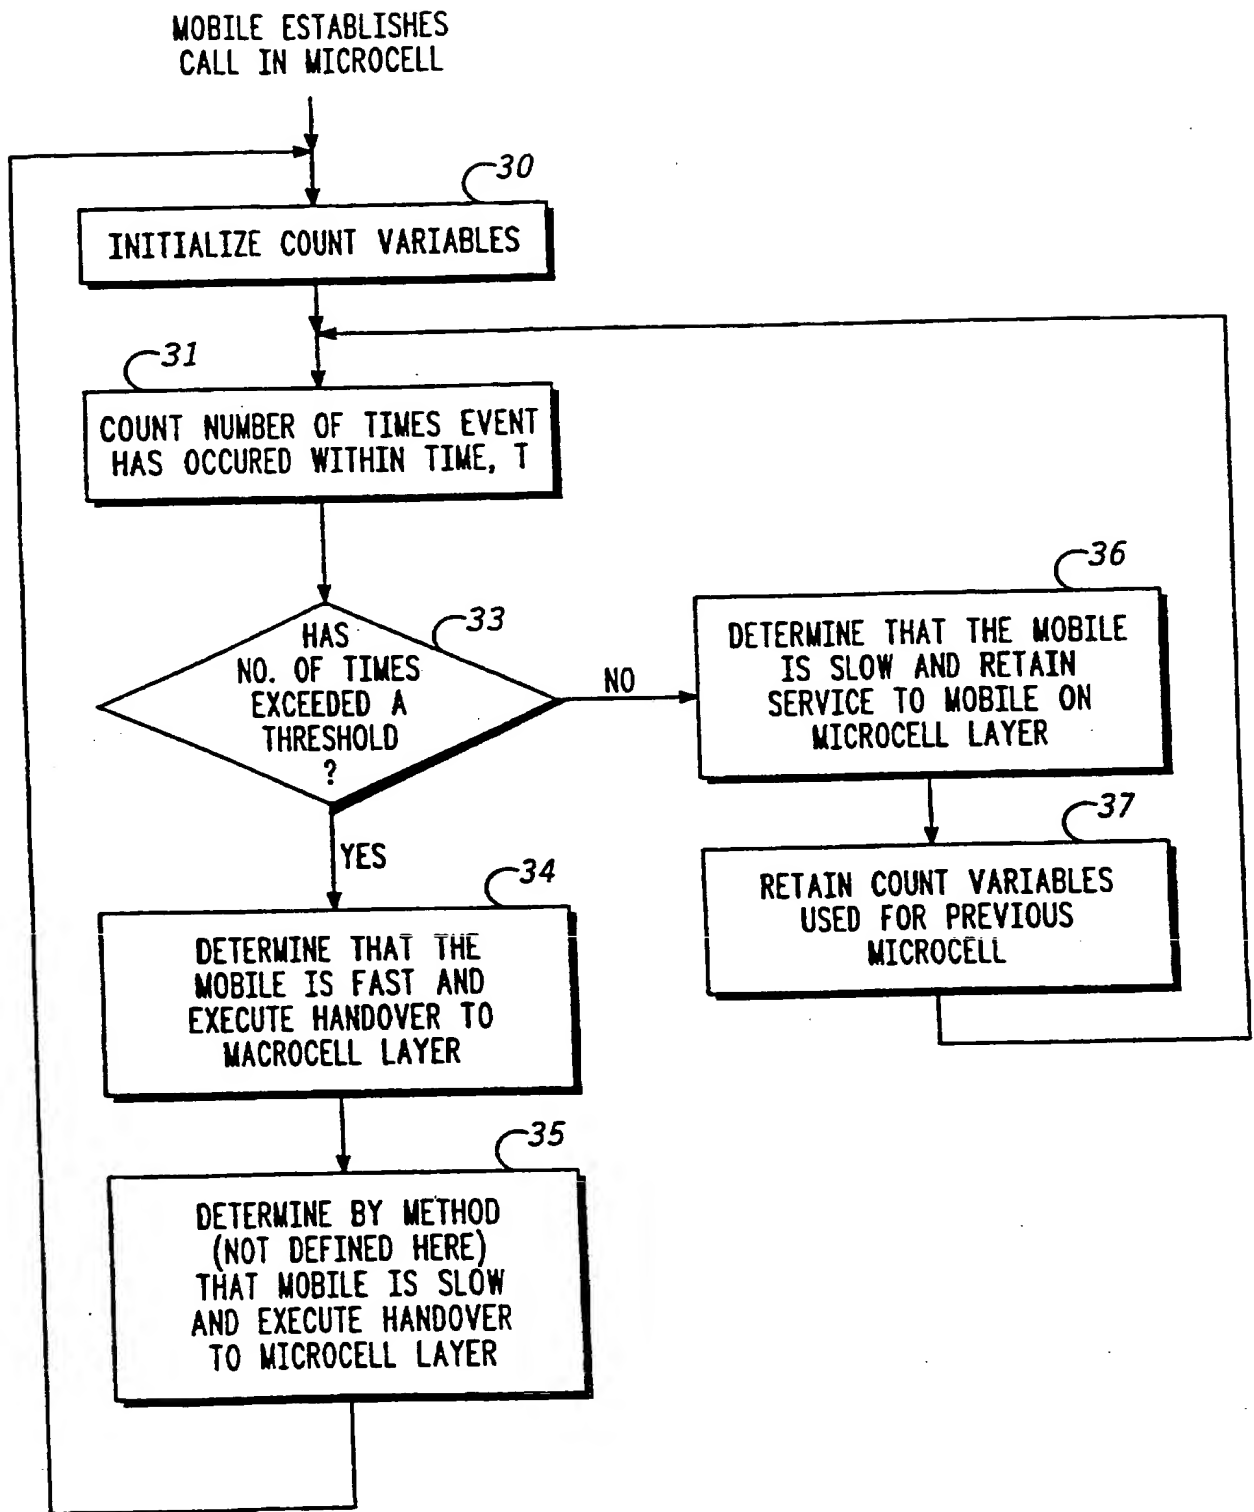 MOBILE ESTABLISHES
CALL IN MICROCELL
30
INITIALIZE COUNT VARIABLES
31
COUNT NUMBER OF TIMES EVENT
HAS OCCURED WITHIN TIME, T
33
HAS
NO. OF TIMES
EXCEEDED A
THRESHOLD
?
NO
36
DETERMINE THAT THE MOBILE
IS SLOW AND RETAIN
SERVICE TO MOBILE ON
MICROCELL LAYER
37
RETAIN COUNT VARIABLES
USED FOR PREVIOUS
MICROCELL
YES
34
DETERMINE THAT THE
MOBILE IS FAST AND
EXECUTE HANDOVER TO
MACROCELL LAYER
35
DETERMINE BY METHOD
(NOT DEFINED HERE)
THAT MOBILE IS SLOW
AND EXECUTE HANDOVER
TO MICROCELL LAYER